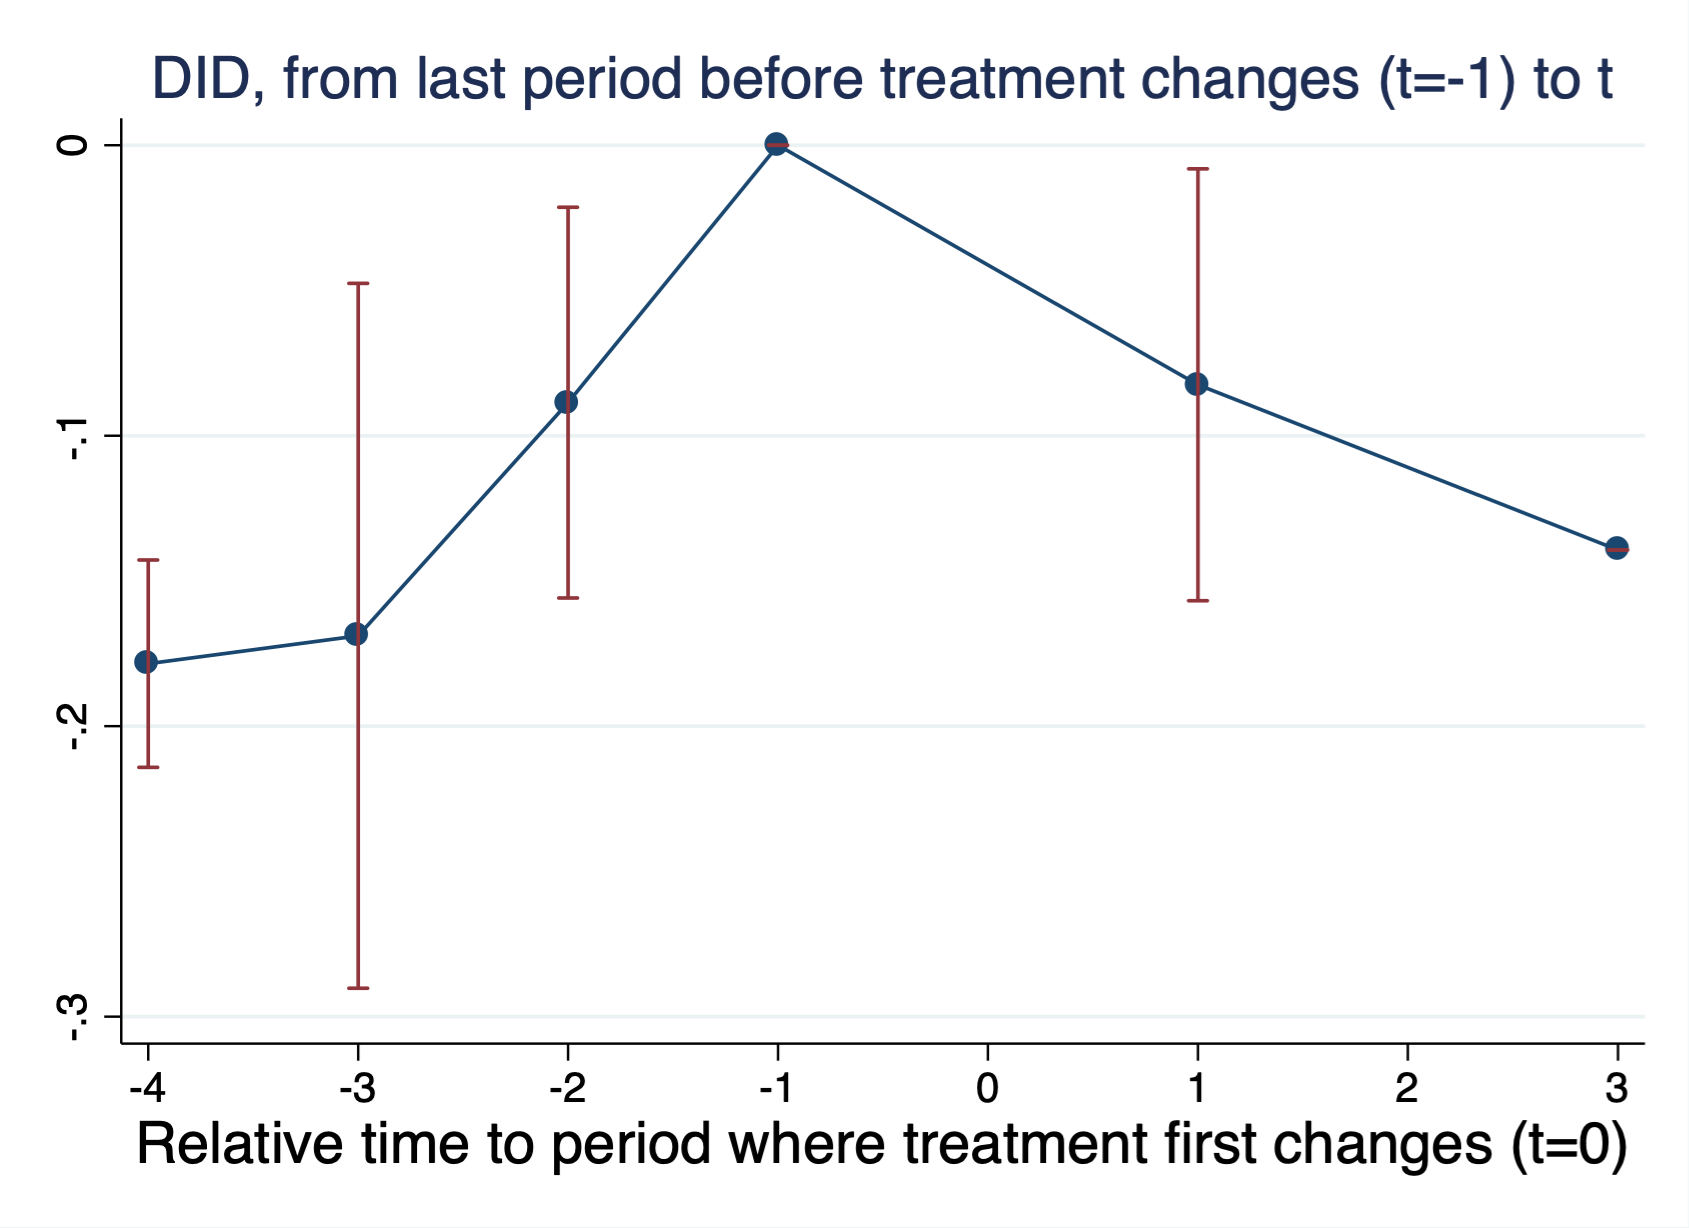 DID, from last period before treatment changes (t=-1) to t
0
-.1
-.2
-.3
-4 -3 -2 -1 0 1 2 3
Relative time to period where treatment first changes (t=0)